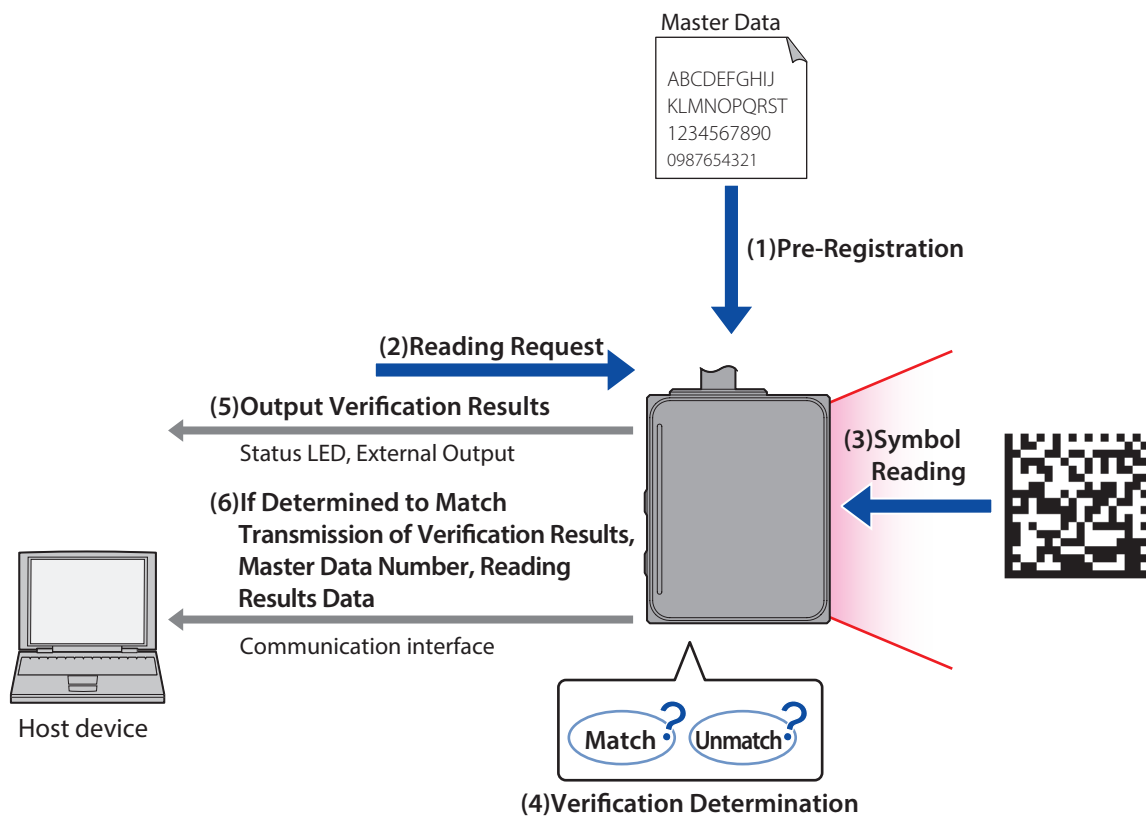 Master Data
ABCDEFGHIJ
KLMNOPQRST
1234567890
0987654321
(1)Pre-Registration
(2)Reading Request
(5)Output Verification Results
Status LED, External Output
(3)Symbol
Reading
(6)If Determined to Match
Transmission of Verification Results,
Master Data Number, Reading
Results Data
Communication interface
Host device
Match?
Unmatch?
(4)Verification Determination